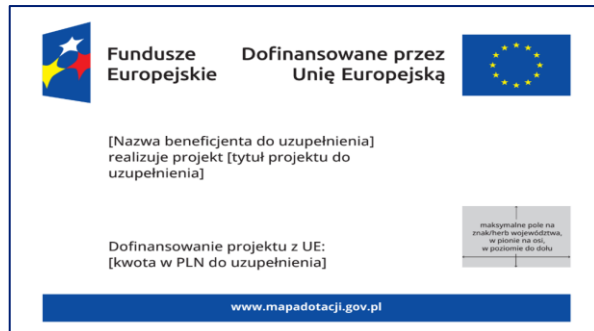 Fundusze
Europejskie
Dofinansowane przez
Unię Europejską
[Nazwa beneficjenta do uzupełnienia]
realizuje projekt [tytuł projektu do
uzupełnienia]
maksymalne pole na
znak/herb województwa,
w pionie na osi,
w poziomie do dołu
Dofinansowanie projektu z UE:
[kwota w PLN do uzupełnienia]
www.mapadotacji.gov.pl